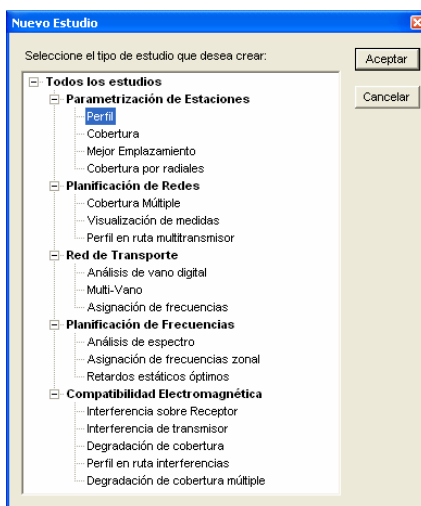 Nuevo Estudio
Seleccione el tipo de estudio que desea crear:
Aceptar
Cancelar
Todos los estudios
Parametrización de Estaciones
Perfil
Cobertura
Mejor Emplazamiento
Cobertura por radiales
Planificación de Redes
Cobertura Múltiple
Visualización de medidas
Perfil en ruta multitransmisor
Red de Transporte
Análisis de vano digital
Multi-Vano
Asignación de frecuencias
Planificación de Frecuencias
Análisis de espectro
Asignación de frecuencias zonal
Retardos estáticos óptimos
Compatibilidad Electromagnética
Interferencia sobre Receptor
Interferencia de transmisor
Degradación de cobertura
Perfil en ruta interferencias
Degradación de cobertura múltiple